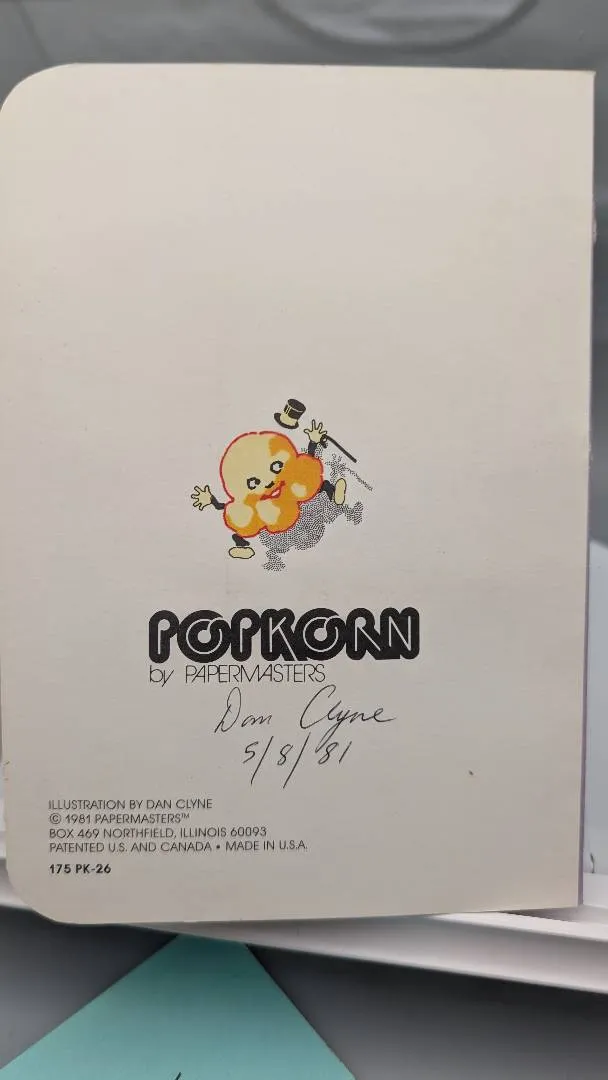 POPKORN
by PAPERMASTERS
Dan Clyne
5/8/81
ILLUSTRATION BY DAN CLYNE
© 1981 PAPERMASTERS™
BOX 469 NORTHFIELD, ILLINOIS 60093
PATENTED U.S. AND CANADA • MADE IN U.S.A.
175 PK-26